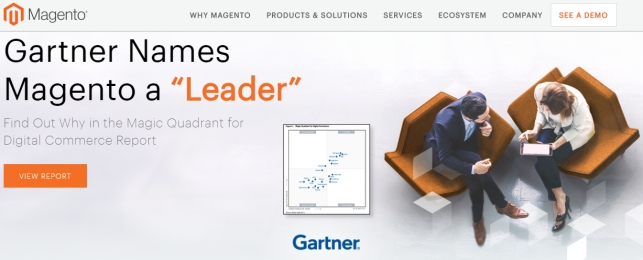 Magento®
WHY MAGENTO
PRODUCTS & SOLUTIONS
SERVICES
ECOSYSTEM
COMPANY
SEE A DEMO
Gartner Names
Magento a “Leader”
Find Out Why in the Magic Quadrant for
Digital Commerce Report
VIEW REPORT
Gartner